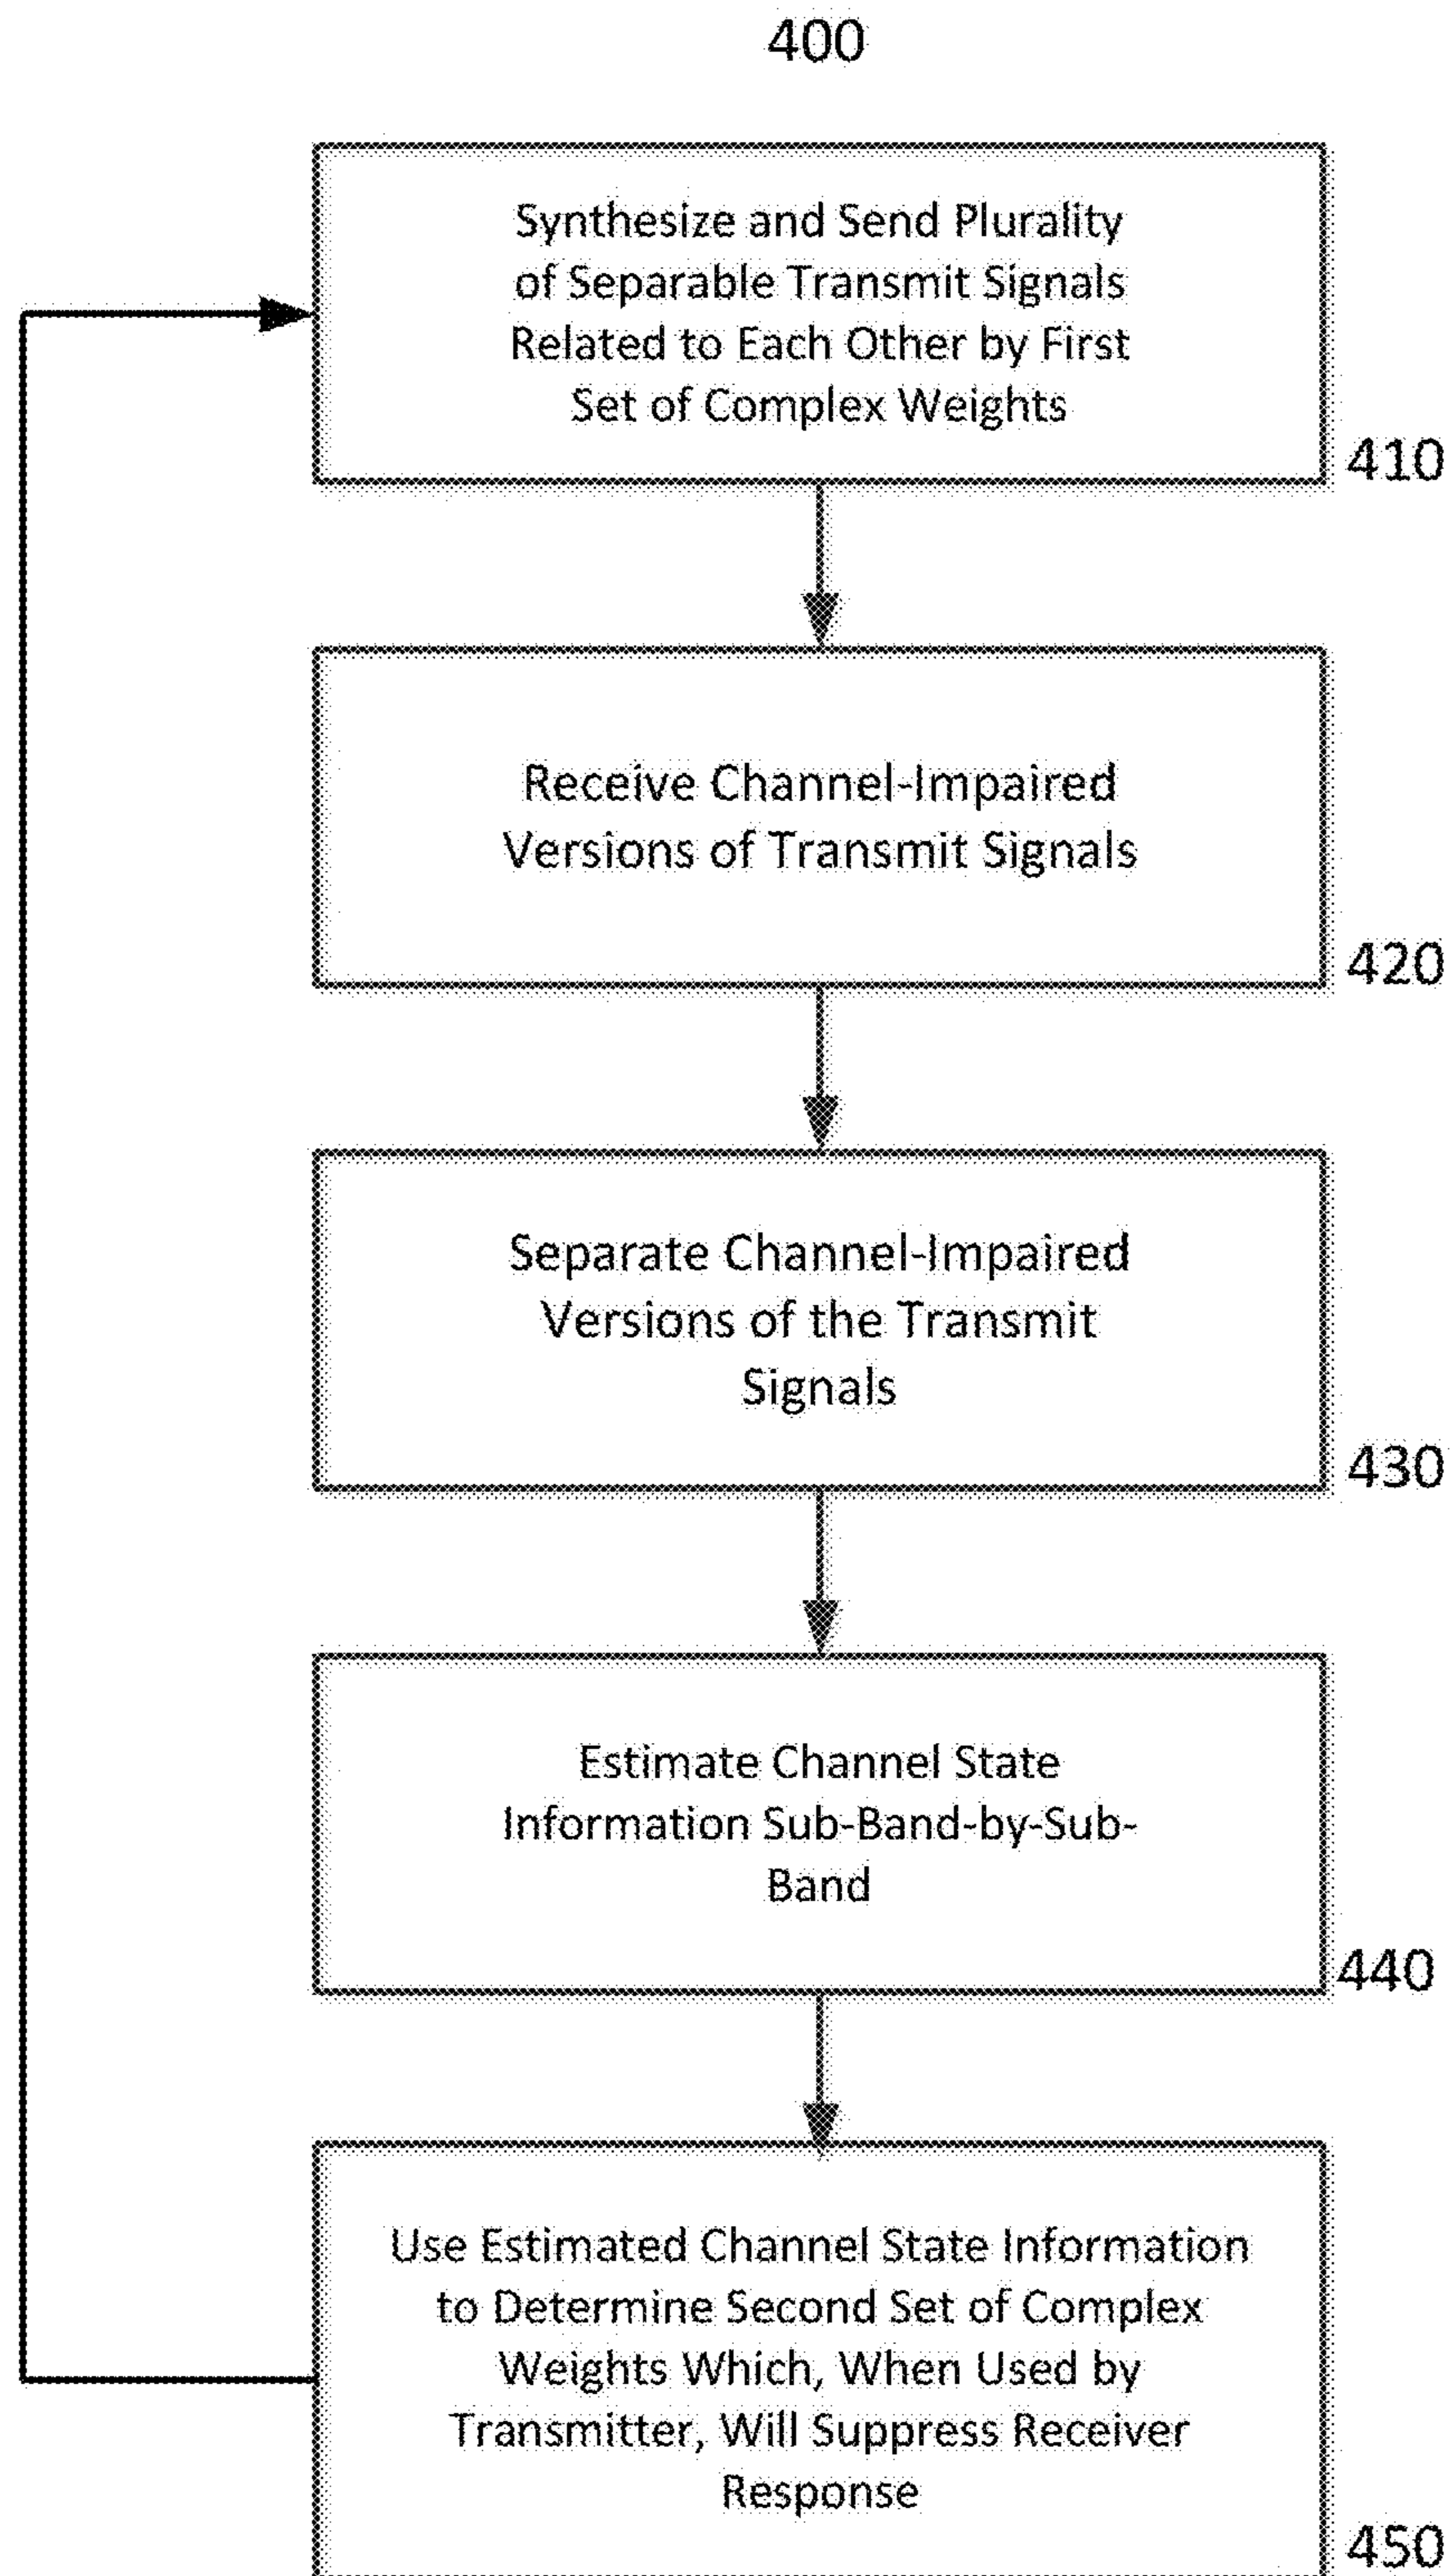 400
Synthesize and Send Plurality
of Separable Transmit Signals
Related to Each Other by First
Set of Complex Weights
410
Receive Channel-Impaired
Versions of Transmit Signals
420
Separate Channel-Impaired
Versions of the Transmit
Signals
430
Estimate Channel State
Information Sub-Band-by-Sub-
Band
440
Use Estimated Channel State Information
to Determine Second Set of Complex
Weights Which, When Used by
Transmitter, Will Suppress Receiver
Response
450